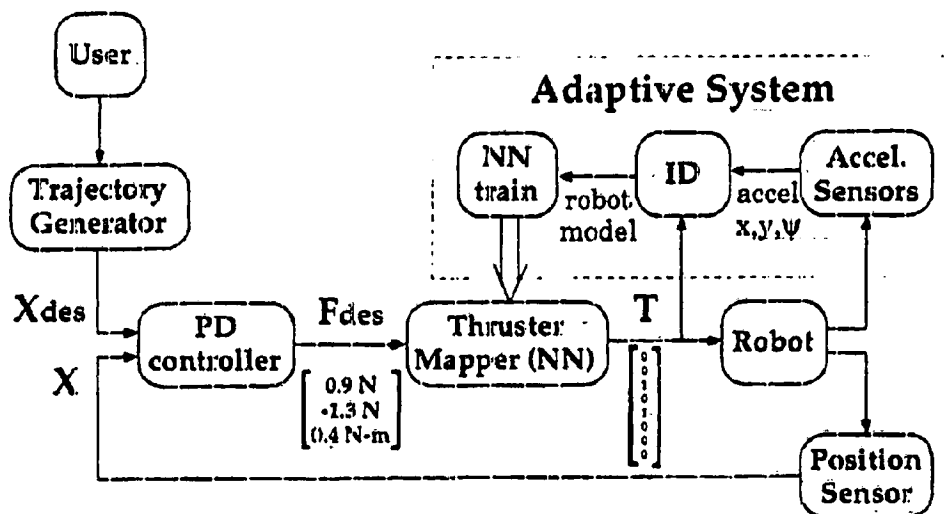 User
Adaptive System
Trajectory
Generator
NN
train
robot
model
ID
accel
x,y,ψ
Accel.
Sensors
Xdes
X
PD
controller
Fdes
0.9 N
-1.3 N
0.4 N-m
Thruster
Mapper (NN)
T
Robot
Position
Sensor